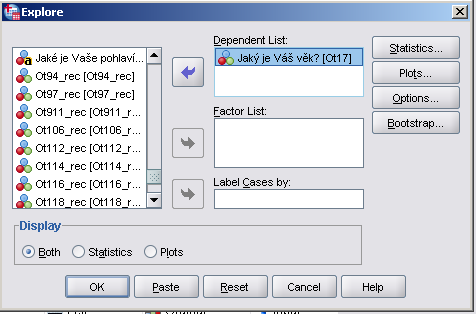 Explore
Jaké je Vaše pohlaví...
Ot94_rec [Ot94_rec]
Ot97_rec [Ot97_rec]
Ot911_rec [Ot911_r...
Ot106_rec [Ot106_r...
Ot112_rec [Ot112_r...
Ot114_rec [Ot114_r...
Ot116_rec [Ot116_r...
Ot118_rec [Ot118_r...
Dependent List:
Jaký je Váš věk? [Ot17]
Factor List:
Label Cases by:
Statistics...
Plots...
Options...
Bootstrap...
Display
Both
Statistics
Plots
OK
Paste
Reset
Cancel
Help